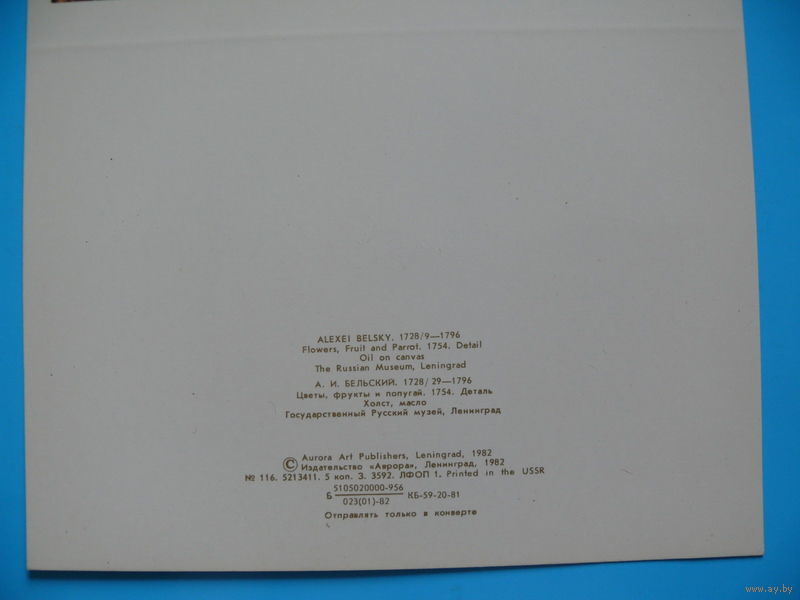 ALEXEI BELSKY. 1728/9—1796
Flowers, Fruit and Parrot. 1754. Detail
Oil on canvas
The Russian Museum, Leningrad
А. И. БЕЛЬСКИЙ. 1728/29—1796
Цветы, фрукты и попугай. 1754. Деталь
Холст, масло
Государственный Русский музей, Ленинград
© Aurora Art Publishers, Leningrad, 1982
Издательство «Аврора», Ленинград, 1982
№ 116. 5213411. 5 коп. З. 3592. ЛФОП 1. Printed in the USSR
Б 5105020000-956
023(01)-82 КБ-59-20-81
Отправлять только в конверте
www.ay.by